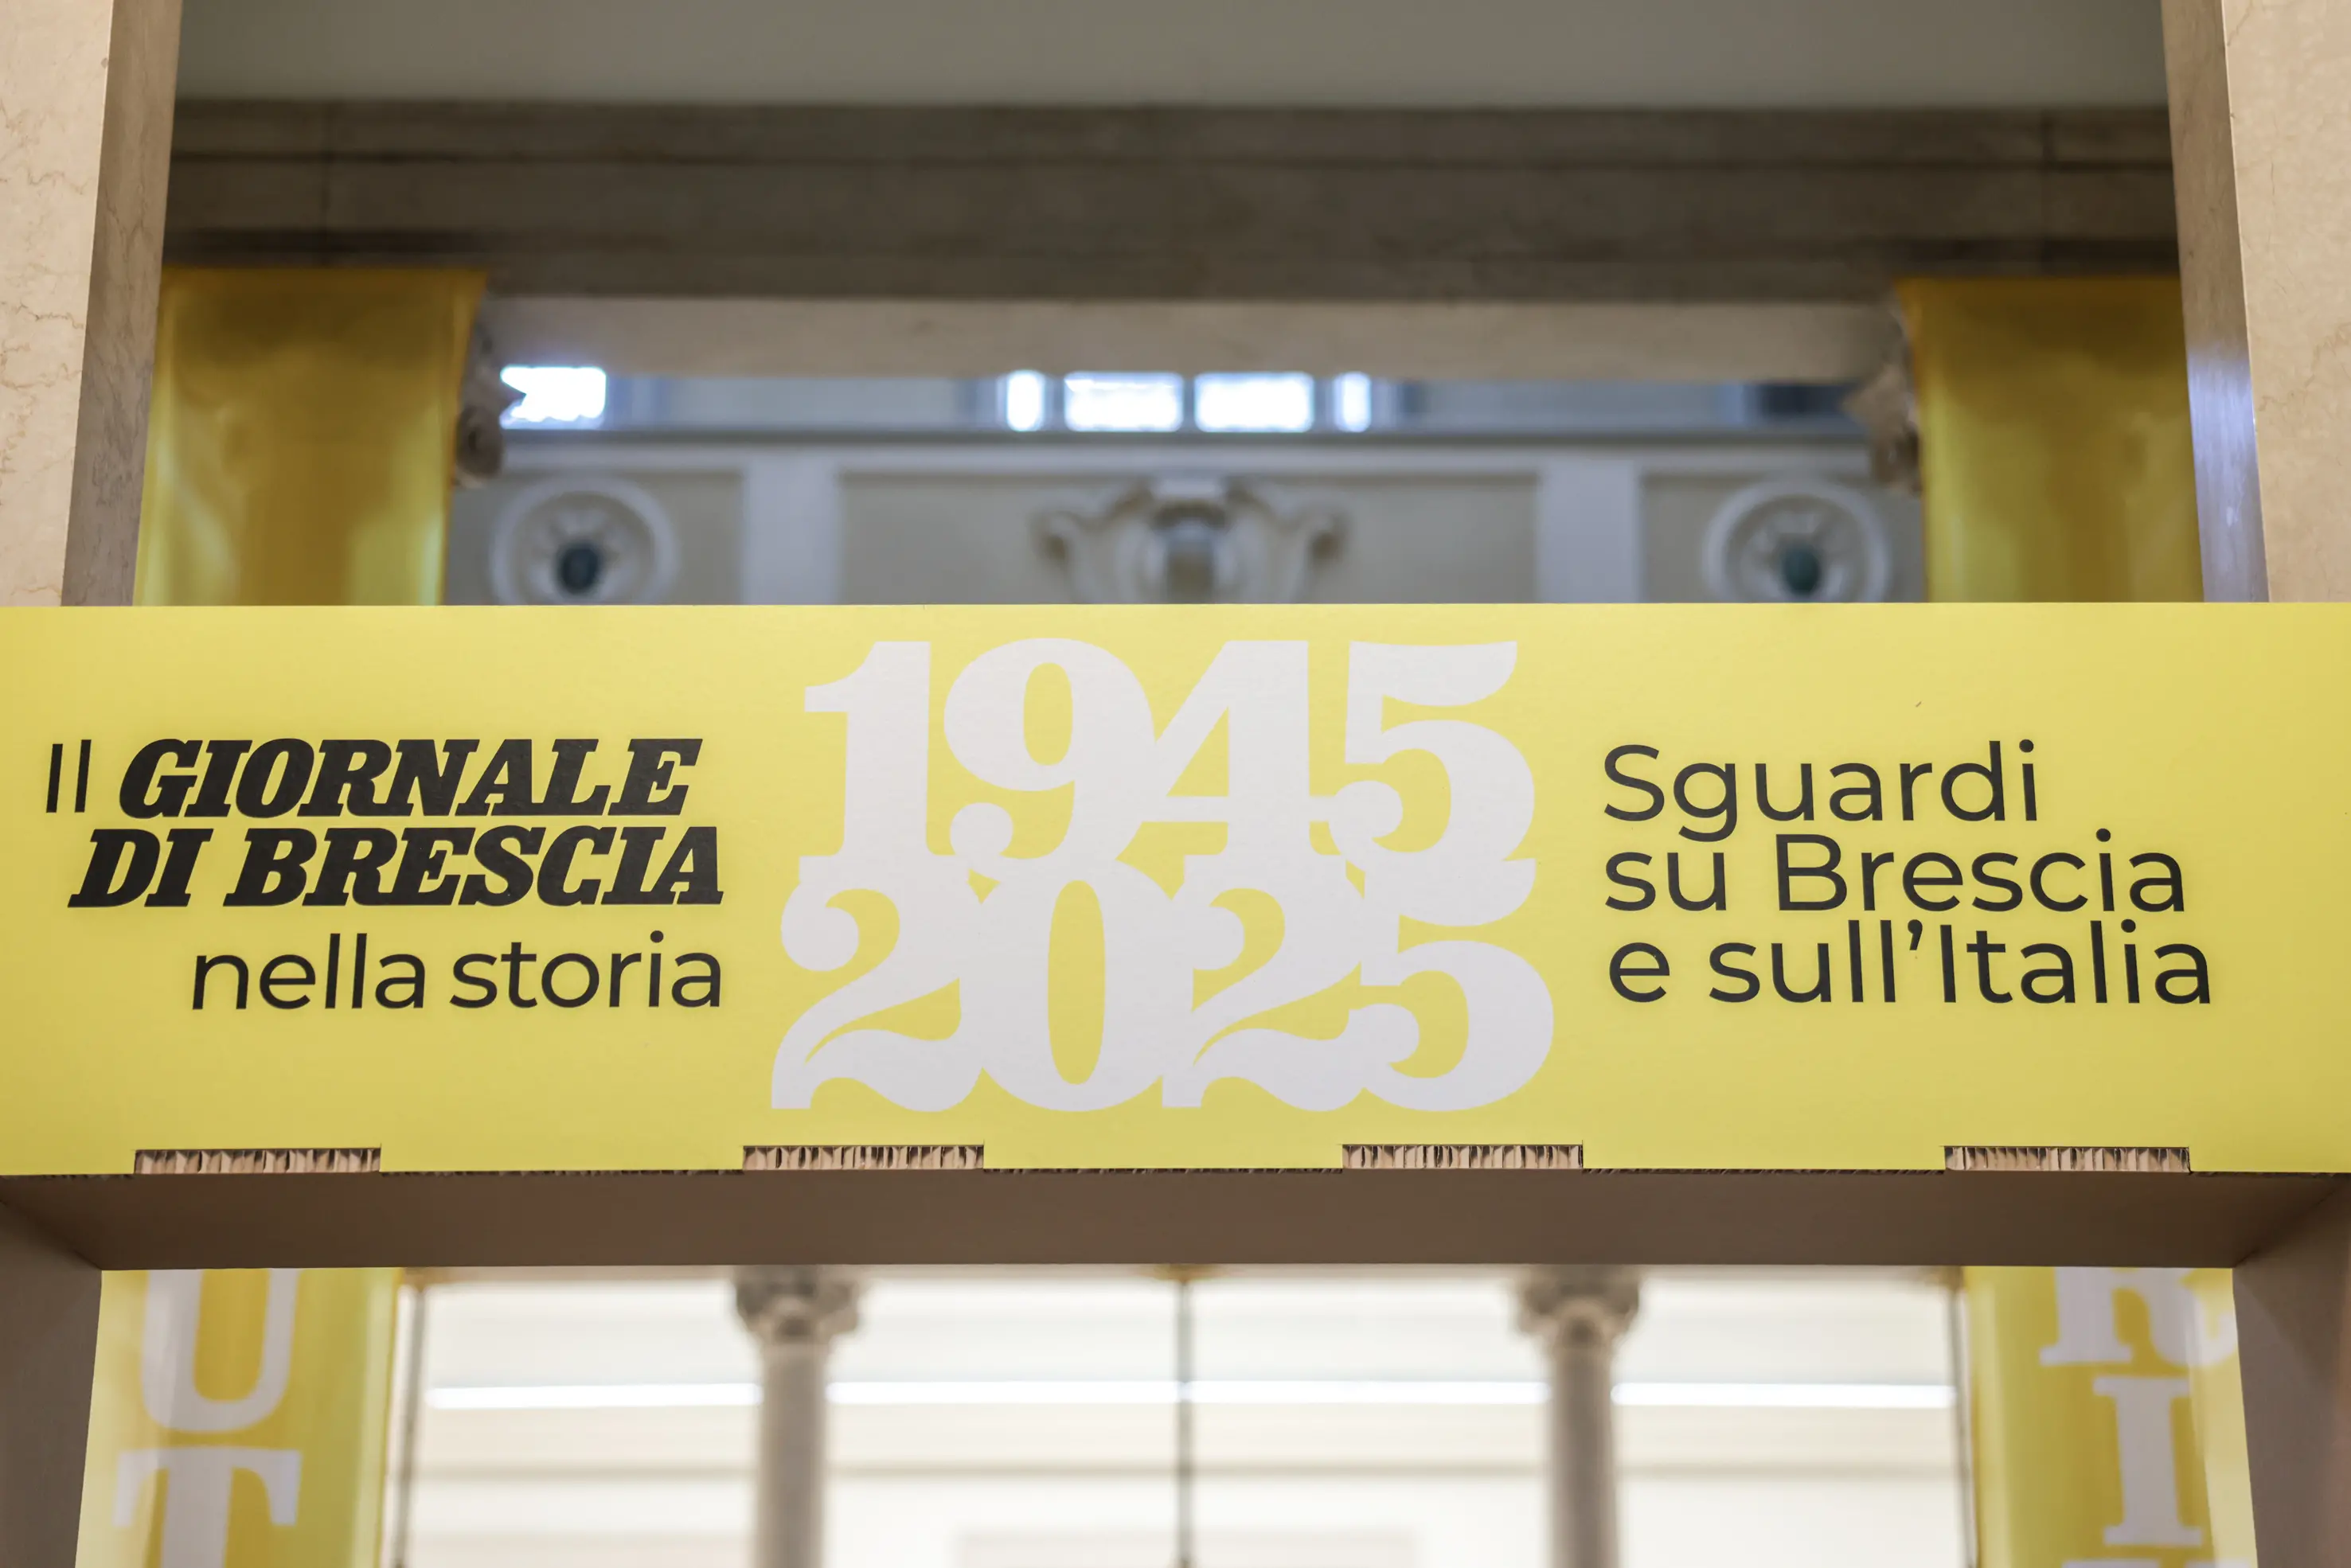 Il GIORNALE
DI BRESCIA
nella storia
1945
2025
Sguardi
su Brescia
e sull'Italia
U
T
R
I